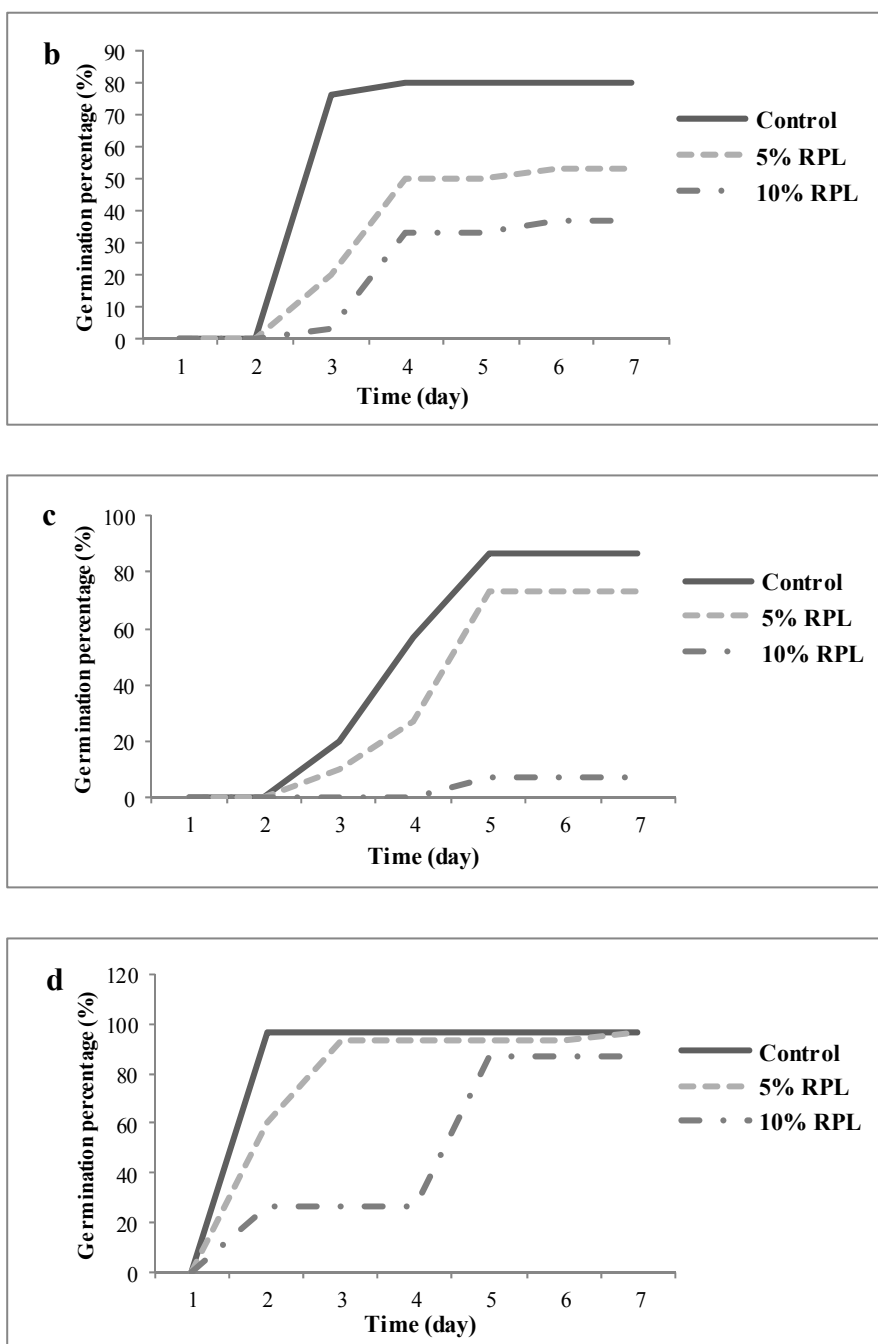 b
Germination percentage (%)
90
80
70
60
50
40
30
20
10
0
1 2 3 4 5 6 7
Time (day)
Control
5% RPL
10% RPL
c
Germination percentage (%)
100
80
60
40
20
0
1 2 3 4 5 6 7
Time (day)
Control
5% RPL
10% RPL
d
Germination percentage (%)
120
100
80
60
40
20
0
1 2 3 4 5 6 7
Time (day)
Control
5% RPL
10% RPL